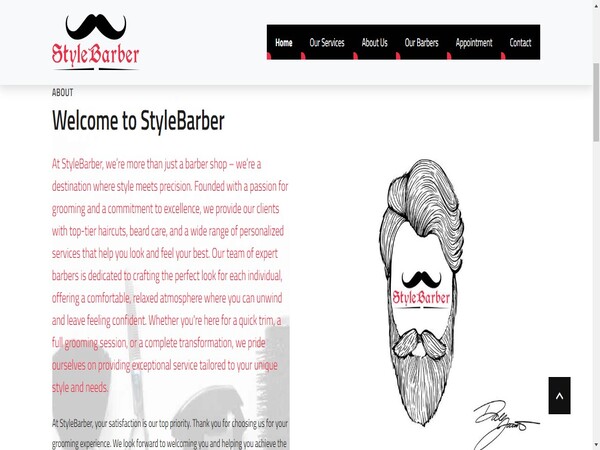 StyleBarber
Home Our Services About Us Our Barbers Appointment Contact
ABOUT
Welcome to StyleBarber
At StyleBarber, we're more than just a barber shop – we're a
destination where style meets precision. Founded with a passion for
grooming and a commitment to excellence, we provide our clients
with top-tier haircuts, beard care, and a wide range of personalized
services that help you look and feel your best. Our team of expert
barbers is dedicated to crafting the perfect look for each individual,
offering a comfortable, relaxed atmosphere where you can unwind
and leave feeling confident. Whether you're here for a quick trim, a
full grooming session, or a complete transformation, we pride
ourselves on providing exceptional service tailored to your unique
style and needs.
At StyleBarber, your satisfaction is our top priority. Thank you for choosing us for your
grooming experience. We look forward to welcoming you and helping you achieve the
StyleBarber